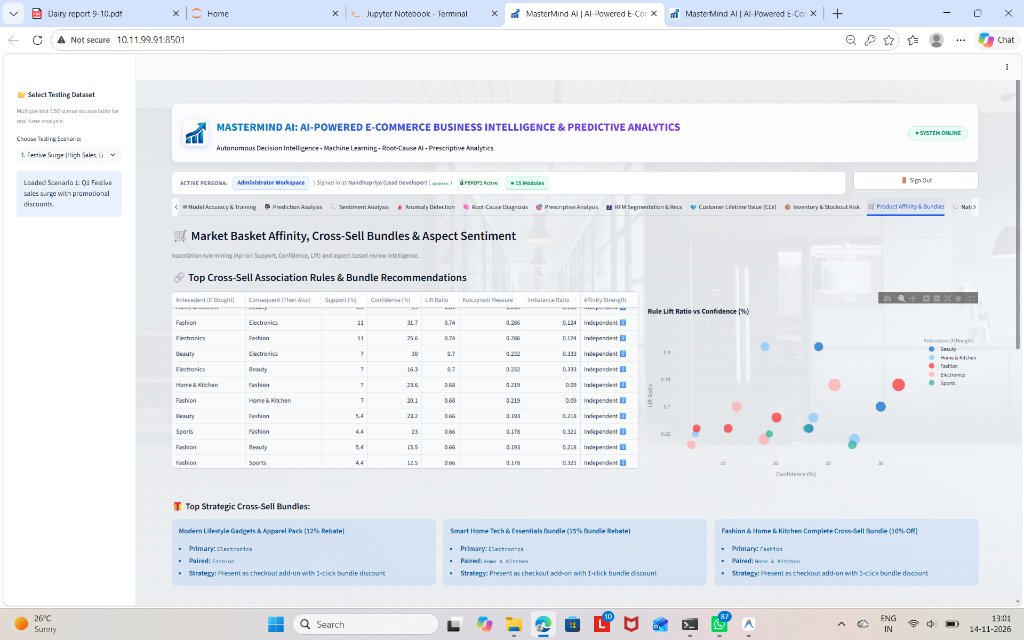 Dairy report 9-10.pdf
Home
Jupyter Notebook - Terminal
MasterMind AI | AI-Powered E-Co
MasterMind AI | AI-Powered E-Co
Not secure 10.11.99.91:8501
Chat
Select Testing Dataset
Multiple test CSV scenarios available for
real time analysis:
Choose Testing Scenario:
1. Festive Surge (High Sales, L
Loaded Scenario 1: Q1 Festive
sales surge with promotional
discounts.
MASTERMIND AI: AI-POWERED E-COMMERCE BUSINESS INTELLIGENCE & PREDICTIVE ANALYTICS
Autonomous Decision Intelligence • Machine Learning • Root-Cause AI • Prescriptive Analytics
• SYSTEM ONLINE
ACTIVE PERSONA: Administrator Workspace | Signed in as Nandhupriya (Lead Developer) | PBKDF2 Active • 15 Modules
Sign Out
Model Accuracy & Training Prediction Analysis Sentiment Analysis Anomaly Detection Root-Cause Diagnosis Prescriptive Analysis RFM Segmentation & Recs Customer Lifetime Value (CLV) Inventory & Stockout Risk Product Affinity & Bundles Natu
Market Basket Affinity, Cross-Sell Bundles & Aspect Sentiment
Association rule mining (Apriori Support, Confidence, Lift) and aspect-based review intelligence.
Top Cross-Sell Association Rules & Bundle Recommendations
Antecedent (If Bought) Consequent (Then Also) Support (%) Confidence (%) Lift Ratio Kulczynski Measure Imbalance Ratio Affinity Strength
Fashion Electronics 11 31.7 0.74 0.286 0.124 Independent
Electronics Fashion 11 25.6 0.74 0.286 0.124 Independent
Beauty Electronics 7 30 0.7 0.232 0.333 Independent
Electronics Beauty 7 16.3 0.7 0.232 0.333 Independent
Home & Kitchen Fashion 7 23.6 0.68 0.219 0.09 Independent
Fashion Home & Kitchen 7 20.1 0.68 0.219 0.09 Independent
Beauty Fashion 5.4 23.2 0.66 0.193 0.218 Independent
Sports Fashion 4.4 23 0.66 0.178 0.321 Independent
Fashion Beauty 5.4 15.5 0.66 0.193 0.218 Independent
Fashion Sports 4.4 12.5 0.66 0.178 0.321 Independent
Rule Lift Ratio vs Confidence (%)
Antecedent (If Bought)
Beauty
Home & Kitchen
Fashion
Electronics
Sports
Lift Ratio
0.8
0.75
0.7
0.65
15 20 25 30
Confidence (%)
Top Strategic Cross-Sell Bundles:
Modern Lifestyle Gadgets & Apparel Pack (12% Rebate)
• Primary: Electronics
• Paired: Fashion
• Strategy: Present as checkout add-on with 1-click bundle discount
Smart Home Tech & Essentials Bundle (15% Bundle Rebate)
• Primary: Electronics
• Paired: Home & Kitchen
• Strategy: Present as checkout add-on with 1-click bundle discount
Fashion & Home & Kitchen Complete Cross-Sell Bundle (10% Off)
• Primary: Fashion
• Paired: Home & Kitchen
• Strategy: Present as checkout add-on with 1-click bundle discount
26°C
Sunny
Search
10
87
ENG
IN
13:01
14-11-2026